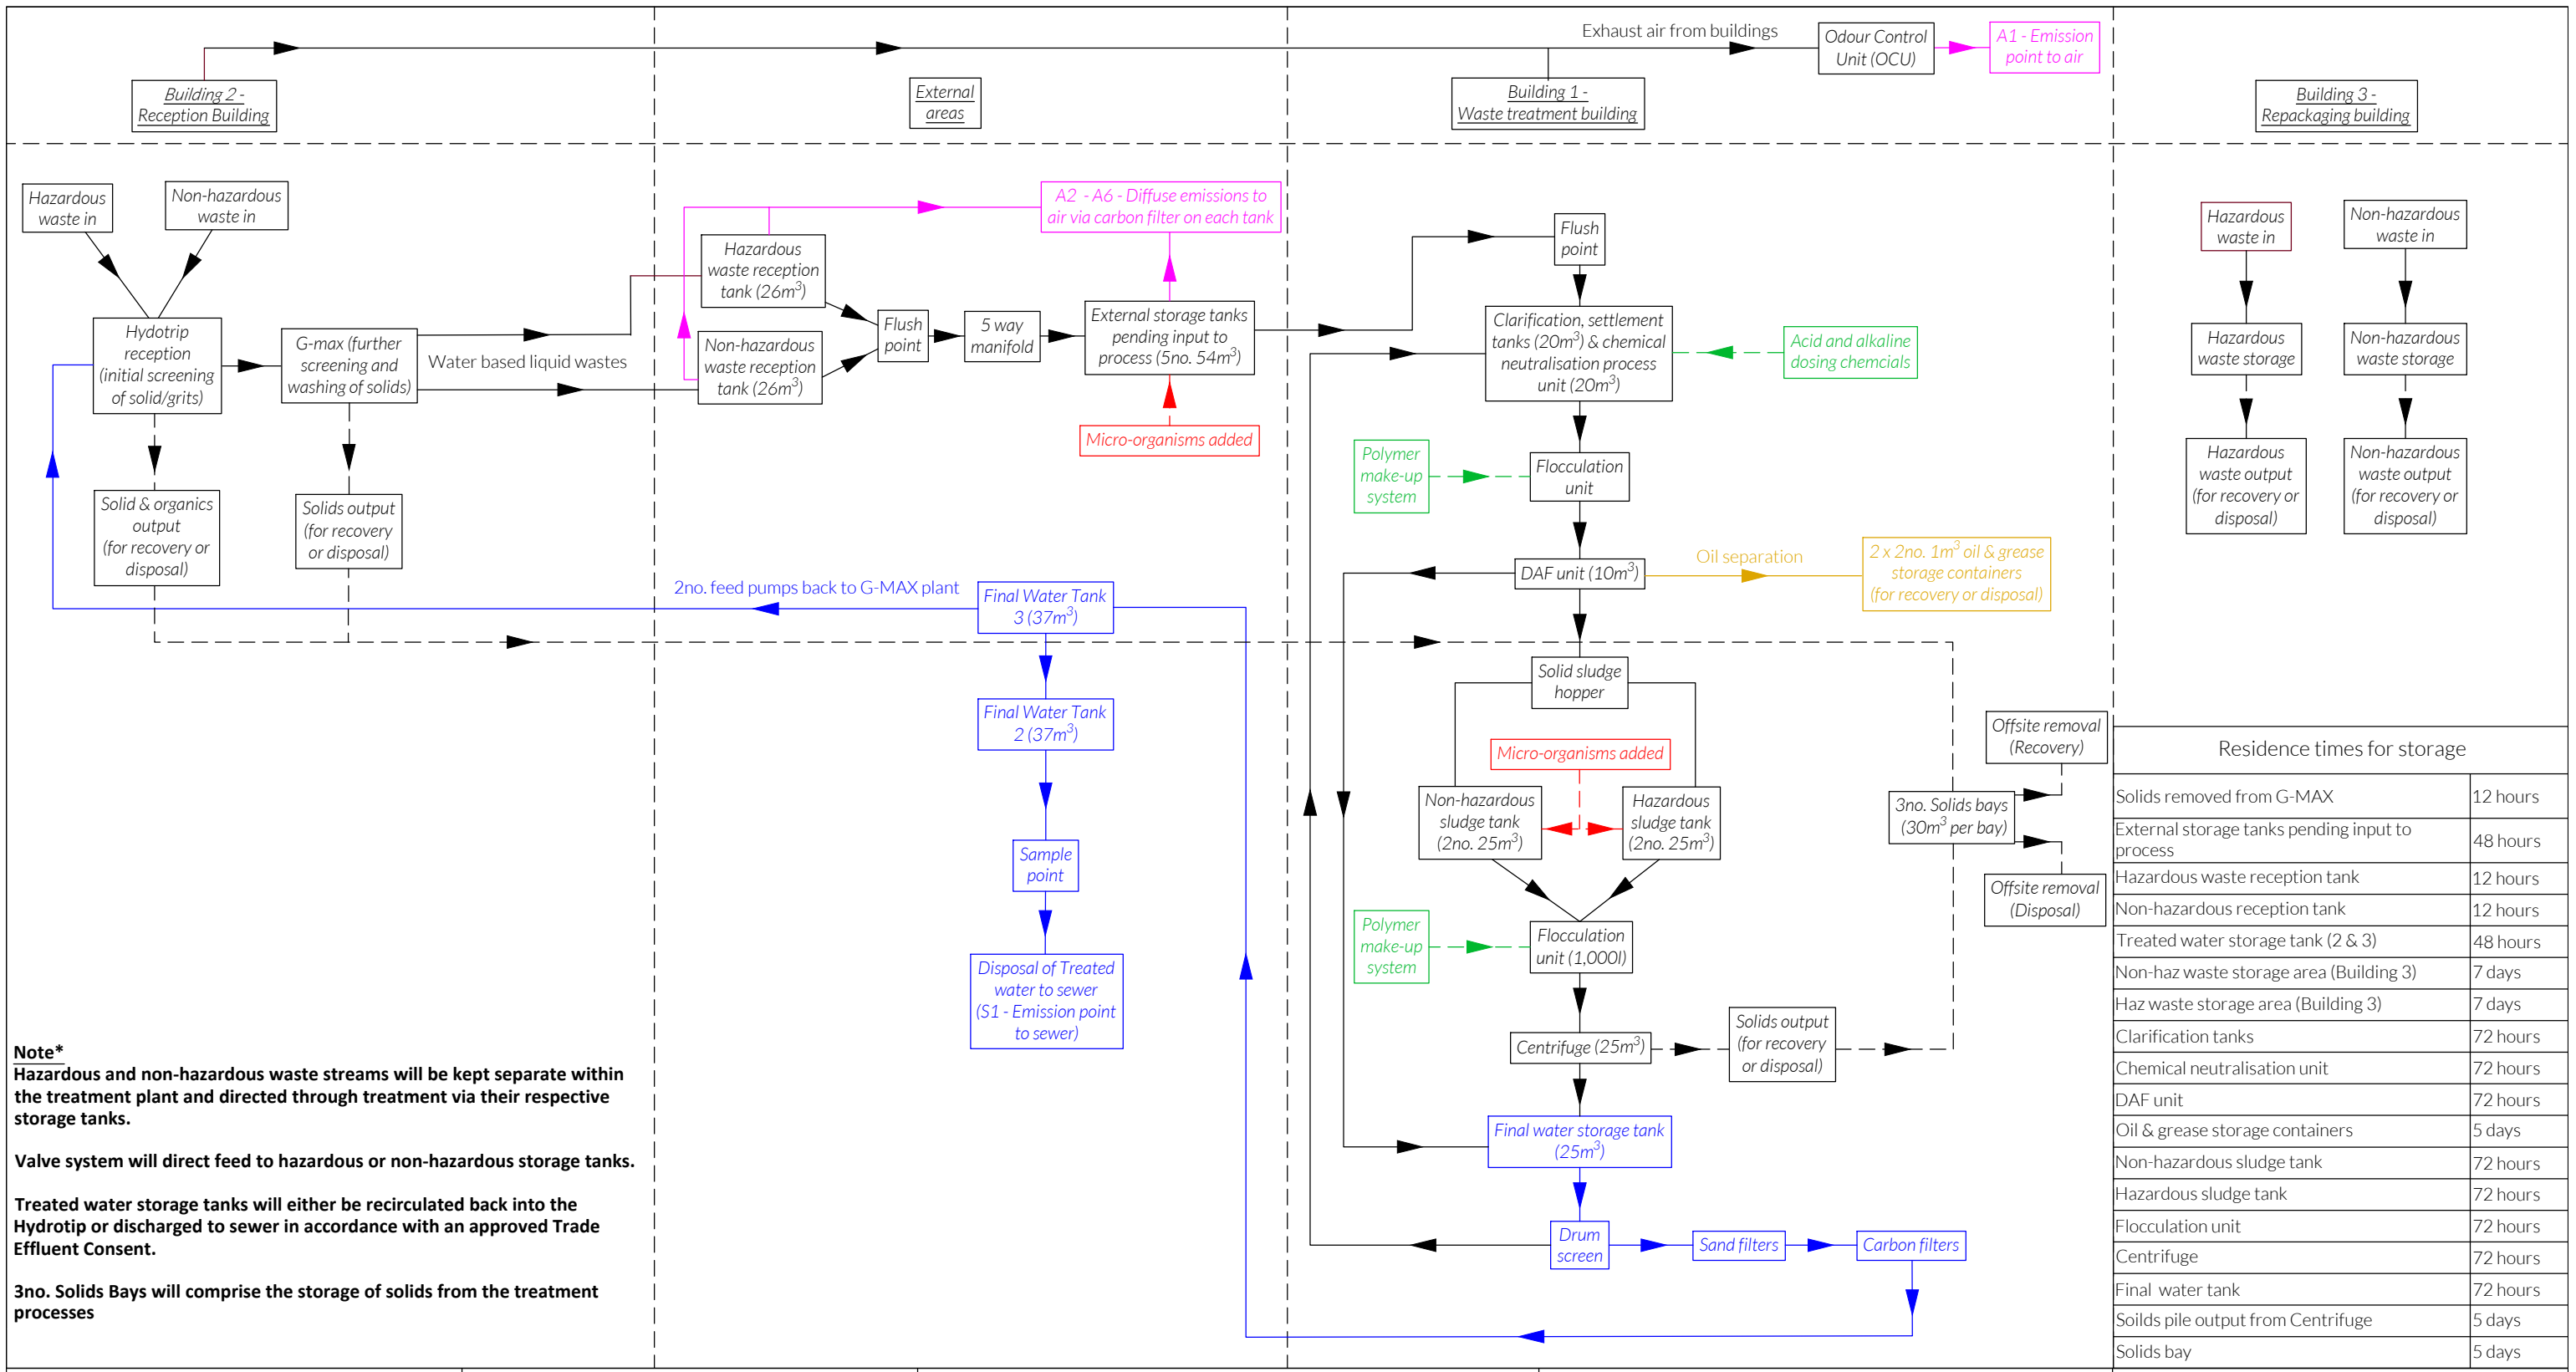 Exhaust air from buildings
Odour Control
Unit (OCU)
A1 - Emission
point to air
Building 2 -
Reception Building
External
areas
Building 1 -
Waste treatment building
Building 3 -
Repackaging building
Hazardous
waste in
Non-hazardous
waste in
Hydotrip
reception
(initial screening
of solid/grits)
G-max (further
screening and
washing of solids)
Water based liquid wastes
Solid & organics
output
(for recovery or
disposal)
Solids output
(for recovery
or disposal)
A2 - A6 - Diffuse emissions to
air via carbon filter on each tank
Hazardous
waste reception
tank (26m³)
Non-hazardous
waste reception
tank (26m³)
Flush
point
5 way
manifold
External storage tanks
pending input to
process (5no. 54m³)
Micro-organisms added
2no. feed pumps back to G-MAX plant
Final Water Tank
3 (37m³)
Final Water Tank
2 (37m³)
Sample
point
Disposal of Treated
water to sewer
(S1 - Emission point
to sewer)
Flush
point
Clarification, settlement
tanks (20m³) & chemical
neutralisation process
unit (20m³)
Acid and alkaline
dosing chemcials
Polymer
make-up
system
Flocculation
unit
DAF unit (10m³)
Oil separation
2 x 2no. 1m³ oil & grease
storage containers
(for recovery or disposal)
Solid sludge
hopper
Micro-organisms added
Non-hazardous
sludge tank
(2no. 25m³)
Hazardous
sludge tank
(2no. 25m³)
Polymer
make-up
system
Flocculation
unit (1,000l)
Centrifuge (25m³)
Solids output
(for recovery
or disposal)
Final water storage tank
(25m³)
Drum
screen
Sand filters
Carbon filters
3no. Solids bays
(30m³ per bay)
Offsite removal
(Recovery)
Offsite removal
(Disposal)
Hazardous
waste in
Non-hazardous
waste in
Hazardous
waste storage
Non-hazardous
waste storage
Hazardous
waste output
(for recovery or
disposal)
Non-hazardous
waste output
(for recovery or
disposal)
Residence times for storage
Solids removed from G-MAX 12 hours
External storage tanks pending input to
process 48 hours
Hazardous waste reception tank 12 hours
Non-hazardous reception tank 12 hours
Treated water storage tank (2 & 3) 48 hours
Non-haz waste storage area (Building 3) 7 days
Haz waste storage area (Building 3) 7 days
Clarification tanks 72 hours
Chemical neutralisation unit 72 hours
DAF unit 72 hours
Oil & grease storage containers 5 days
Non-hazardous sludge tank 72 hours
Hazardous sludge tank 72 hours
Flocculation unit 72 hours
Centrifuge 72 hours
Final water tank 72 hours
Soilds pile output from Centrifuge 5 days
Solids bay 5 days
Note*
Hazardous and non-hazardous waste streams will be kept separate within
the treatment plant and directed through treatment via their respective
storage tanks.
Valve system will direct feed to hazardous or non-hazardous storage tanks.
Treated water storage tanks will either be recirculated back into the
Hydrotip or discharged to sewer in accordance with an approved Trade
Effluent Consent.
3no. Solids Bays will comprise the storage of solids from the treatment
processes